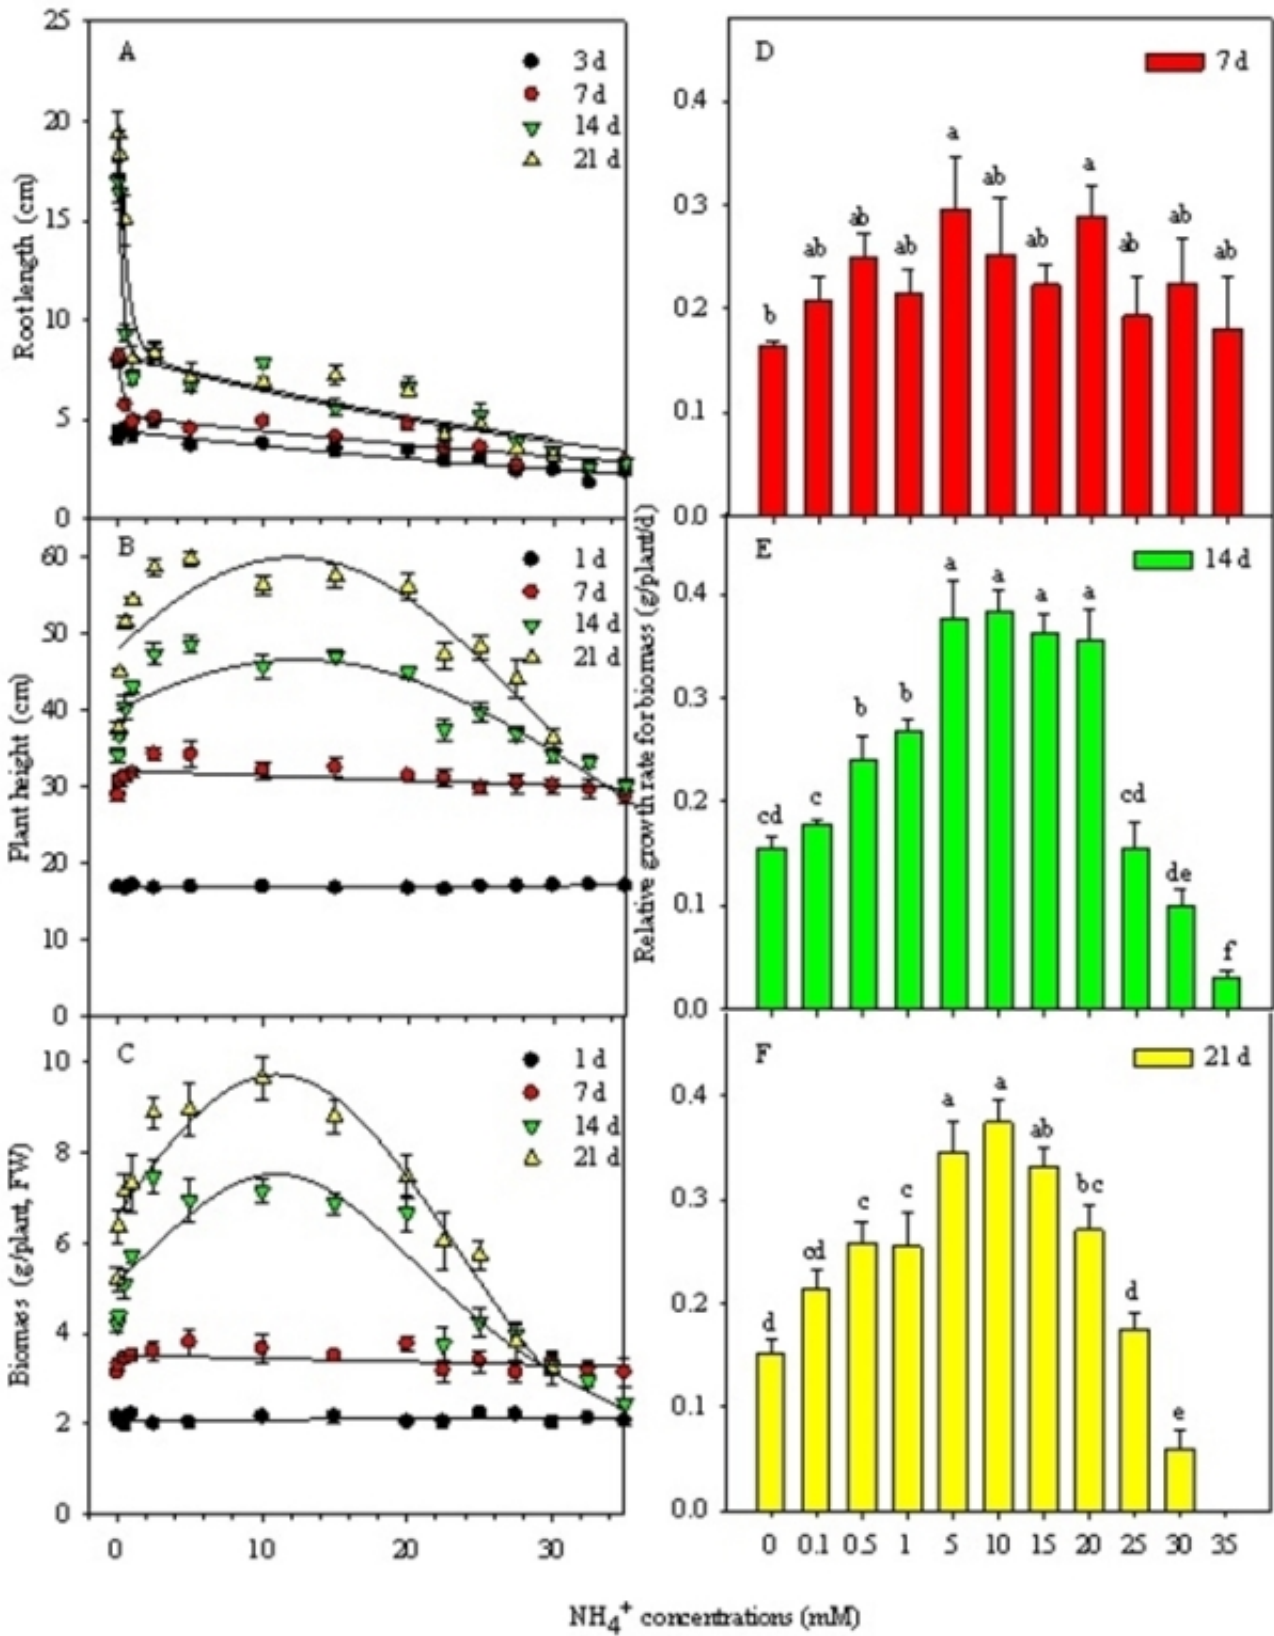 A
3 d
7 d
14 d
21 d
25
20
15
10
5
0
Root length (cm)
B
1 d
7 d
14 d
21 d
60
50
40
30
20
10
0
Plant height (cm)
C
1 d
7 d
14 d
21 d
10
8
6
4
2
0
Biomass (g/plant, FW)
0 10 20 30
D
7 d
0.4
0.3
0.2
0.1
0.0
b ab ab ab a ab ab a ab ab ab
Relative growth rate for biomass (g/plant/d)
E
14 d
0.4
0.3
0.2
0.1
0.0
cd c b b a a a a cd de f
F
21 d
0.4
0.3
0.2
0.1
0.0
d cd c c a a ab bc d e
0 0.1 0.5 1 5 10 15 20 25 30 35
NH4+ concentrations (mM)